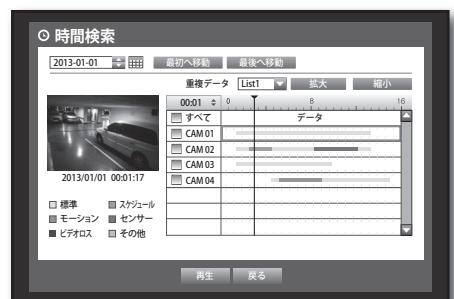 時間検索
2013-01-01 最初へ移動 最後へ移動
重複データ List1 拡大 縮小
00:01 0 8 16
すべて データ
CAM 01
CAM 02
CAM 03
CAM 04
2013/01/01 00:01:17
標準 スケジュール
モーション センサー
ビデオロス その他
再生 戻る